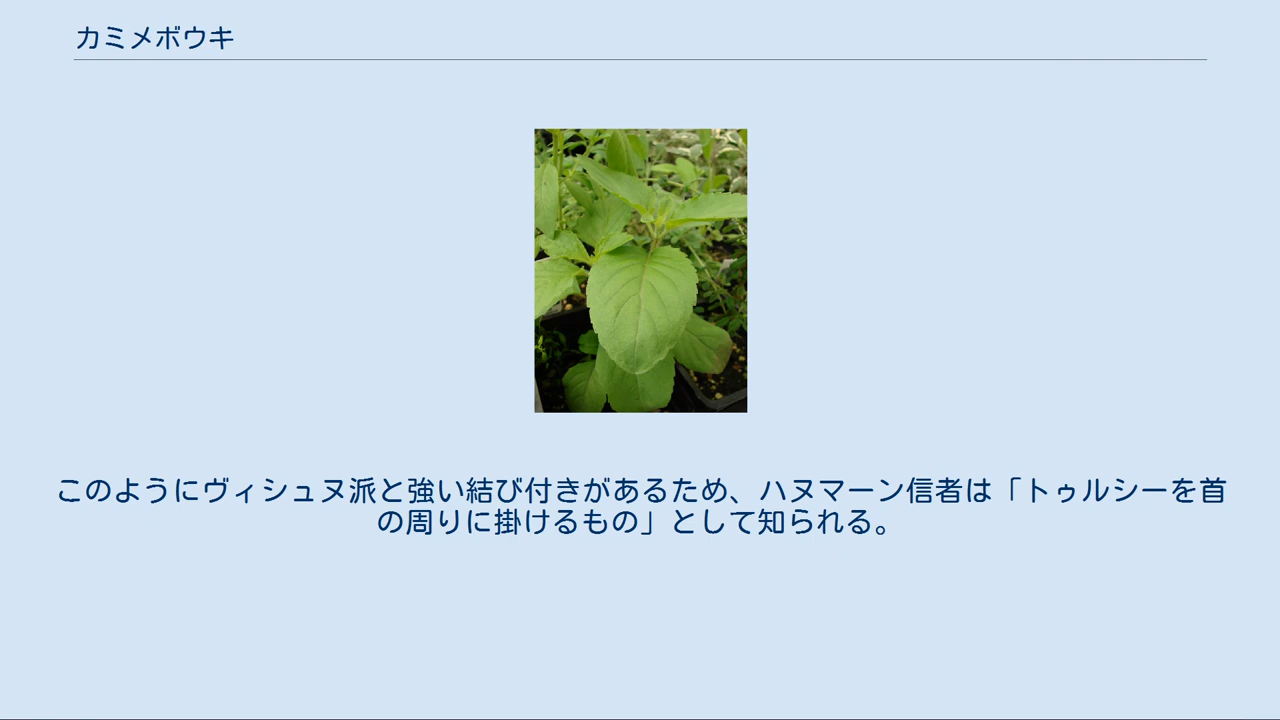 カミメボウキ
このようにヴィシュヌ派と強い結び付きがあるため、ハヌマーン信者は「トゥルシーを首
の周りに掛けるもの」として知られる。